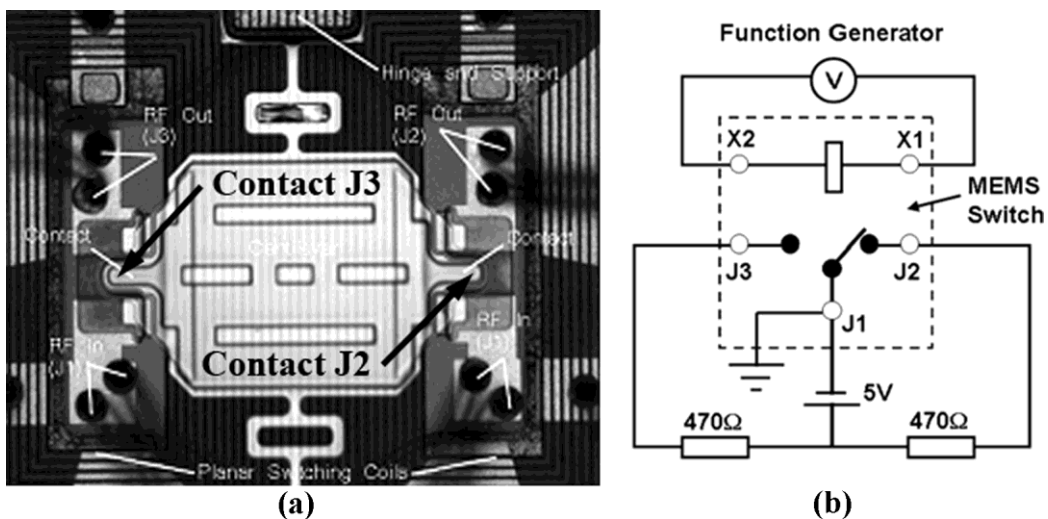 Hinge and Support
RF Out
(J3)
RF Out
(J2)
Contact J3
Contact
Cantilever
Contact
RF In
(J1)
RF In
(J1)
Contact J2
Planar Switching Coils
(a)
Function Generator
V
X2
X1
MEMS
Switch
J3
J2
J1
5V
470Ω
470Ω
(b)